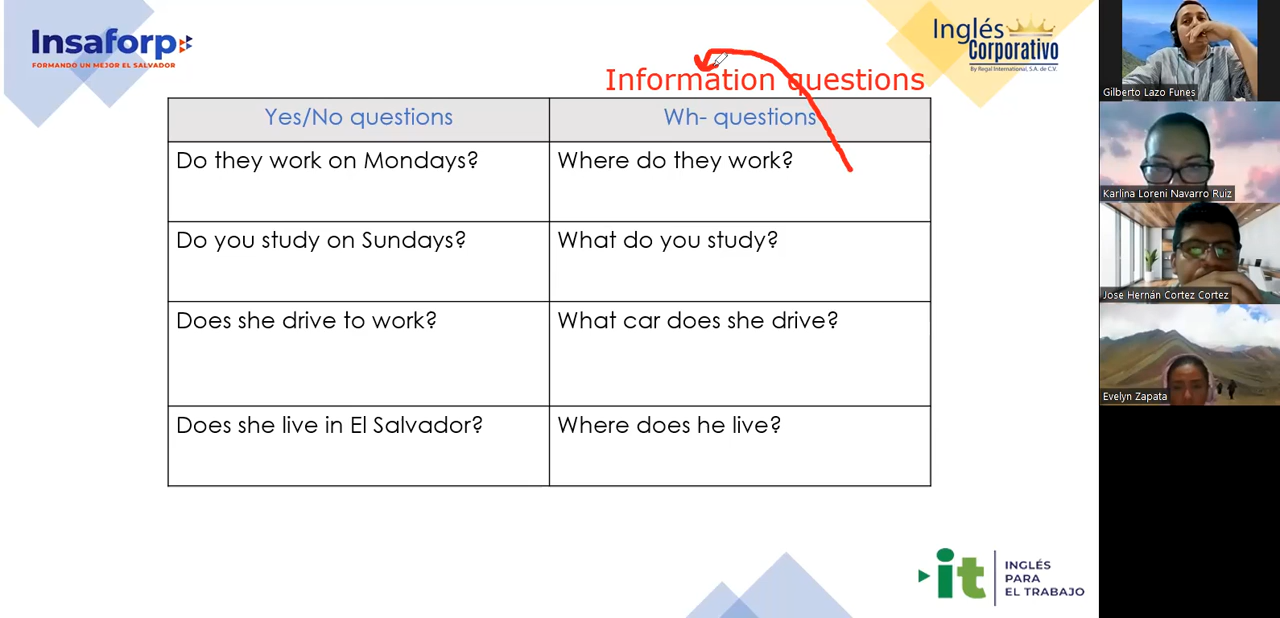 Insaforp
FORMANDO UN MEJOR EL SALVADOR
Inglés
Corporativo
By Regal International, S.A. de C.V.
Information questions
Yes/No questions
Wh- questions
Do they work on Mondays?
Where do they work?
Do you study on Sundays?
What do you study?
Does she drive to work?
What car does she drive?
Does she live in El Salvador?
Where does he live?
it
INGLÉS
PARA
EL TRABAJO
Gilberto Lazo Funes
Karlina Loreni Navarro Ruiz
Jose Hernán Cortez Cortez
Evelyn Zapata